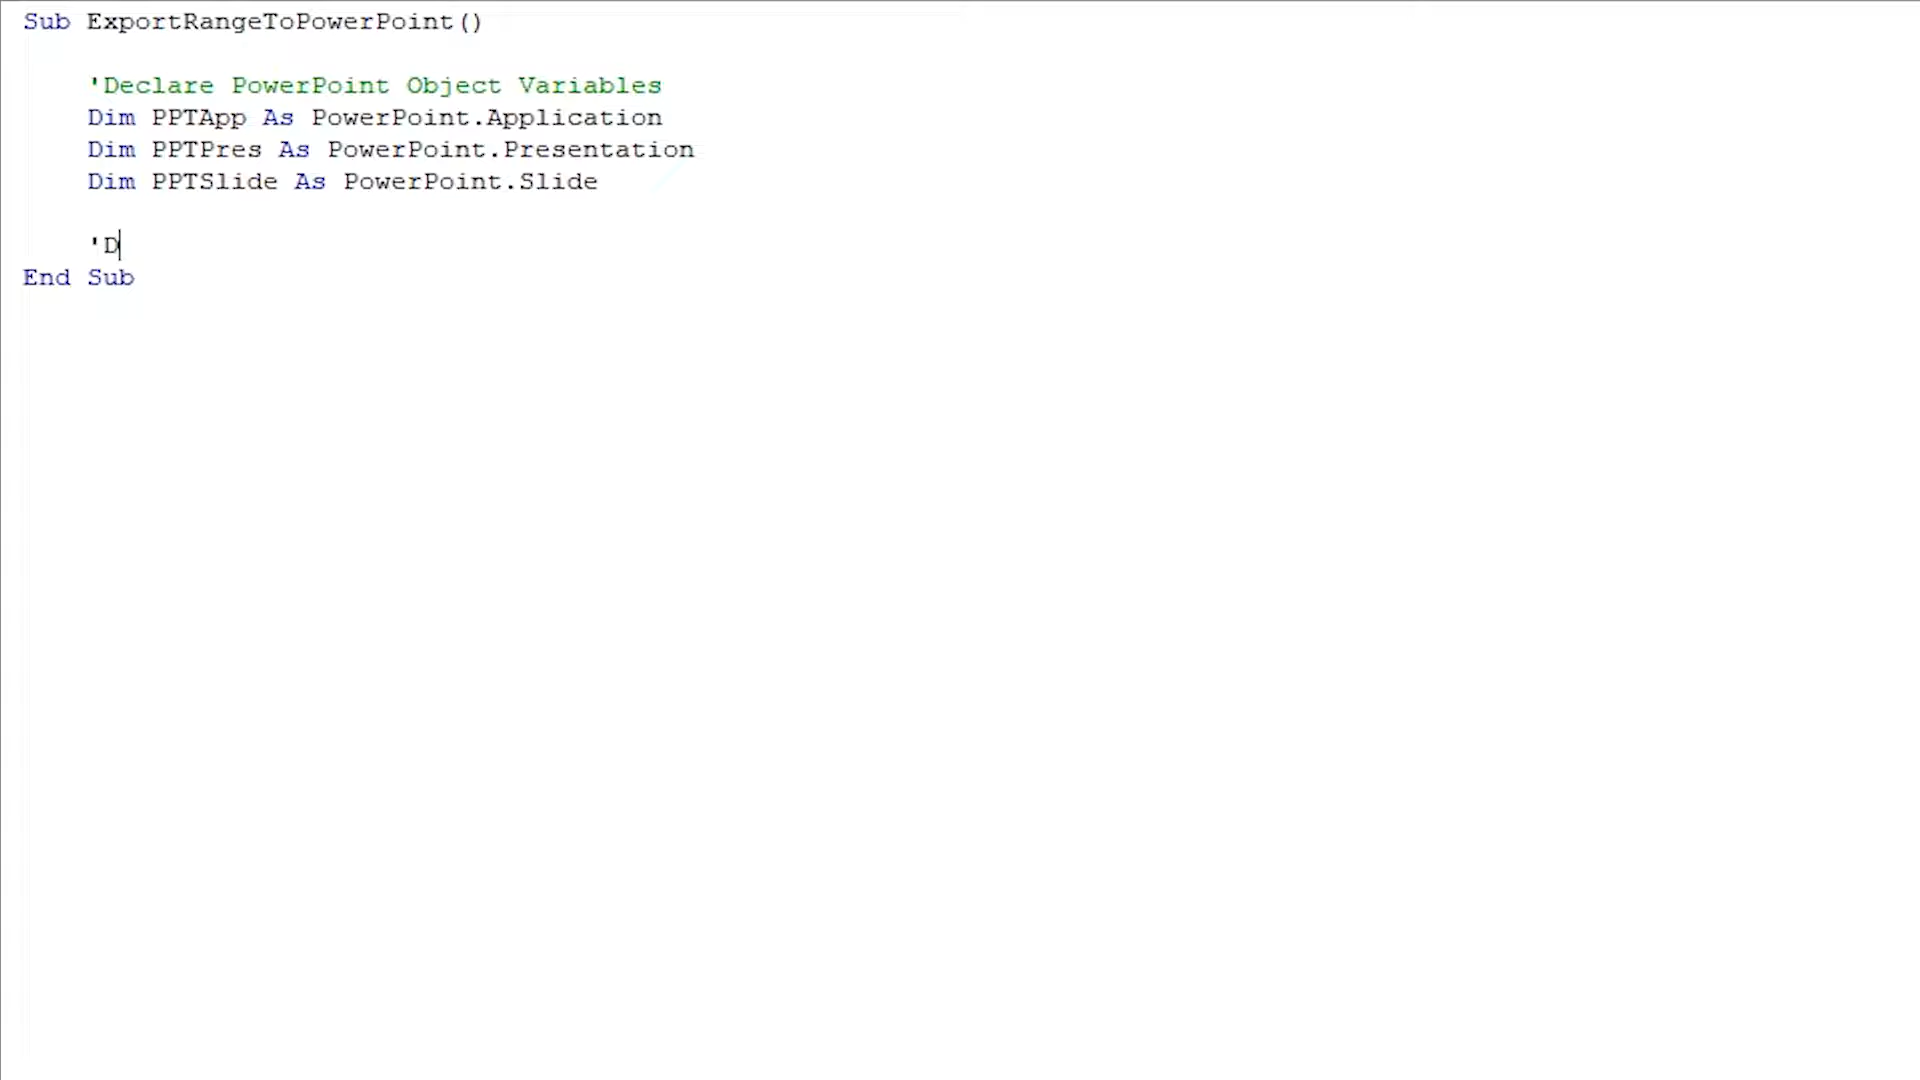 Sub ExportRangeToPowerPoint()
'Declare PowerPoint Object Variables
Dim PPTApp As PowerPoint.Application
Dim PPTPres As PowerPoint.Presentation
Dim PPTSlide As PowerPoint.Slide
'D
End Sub